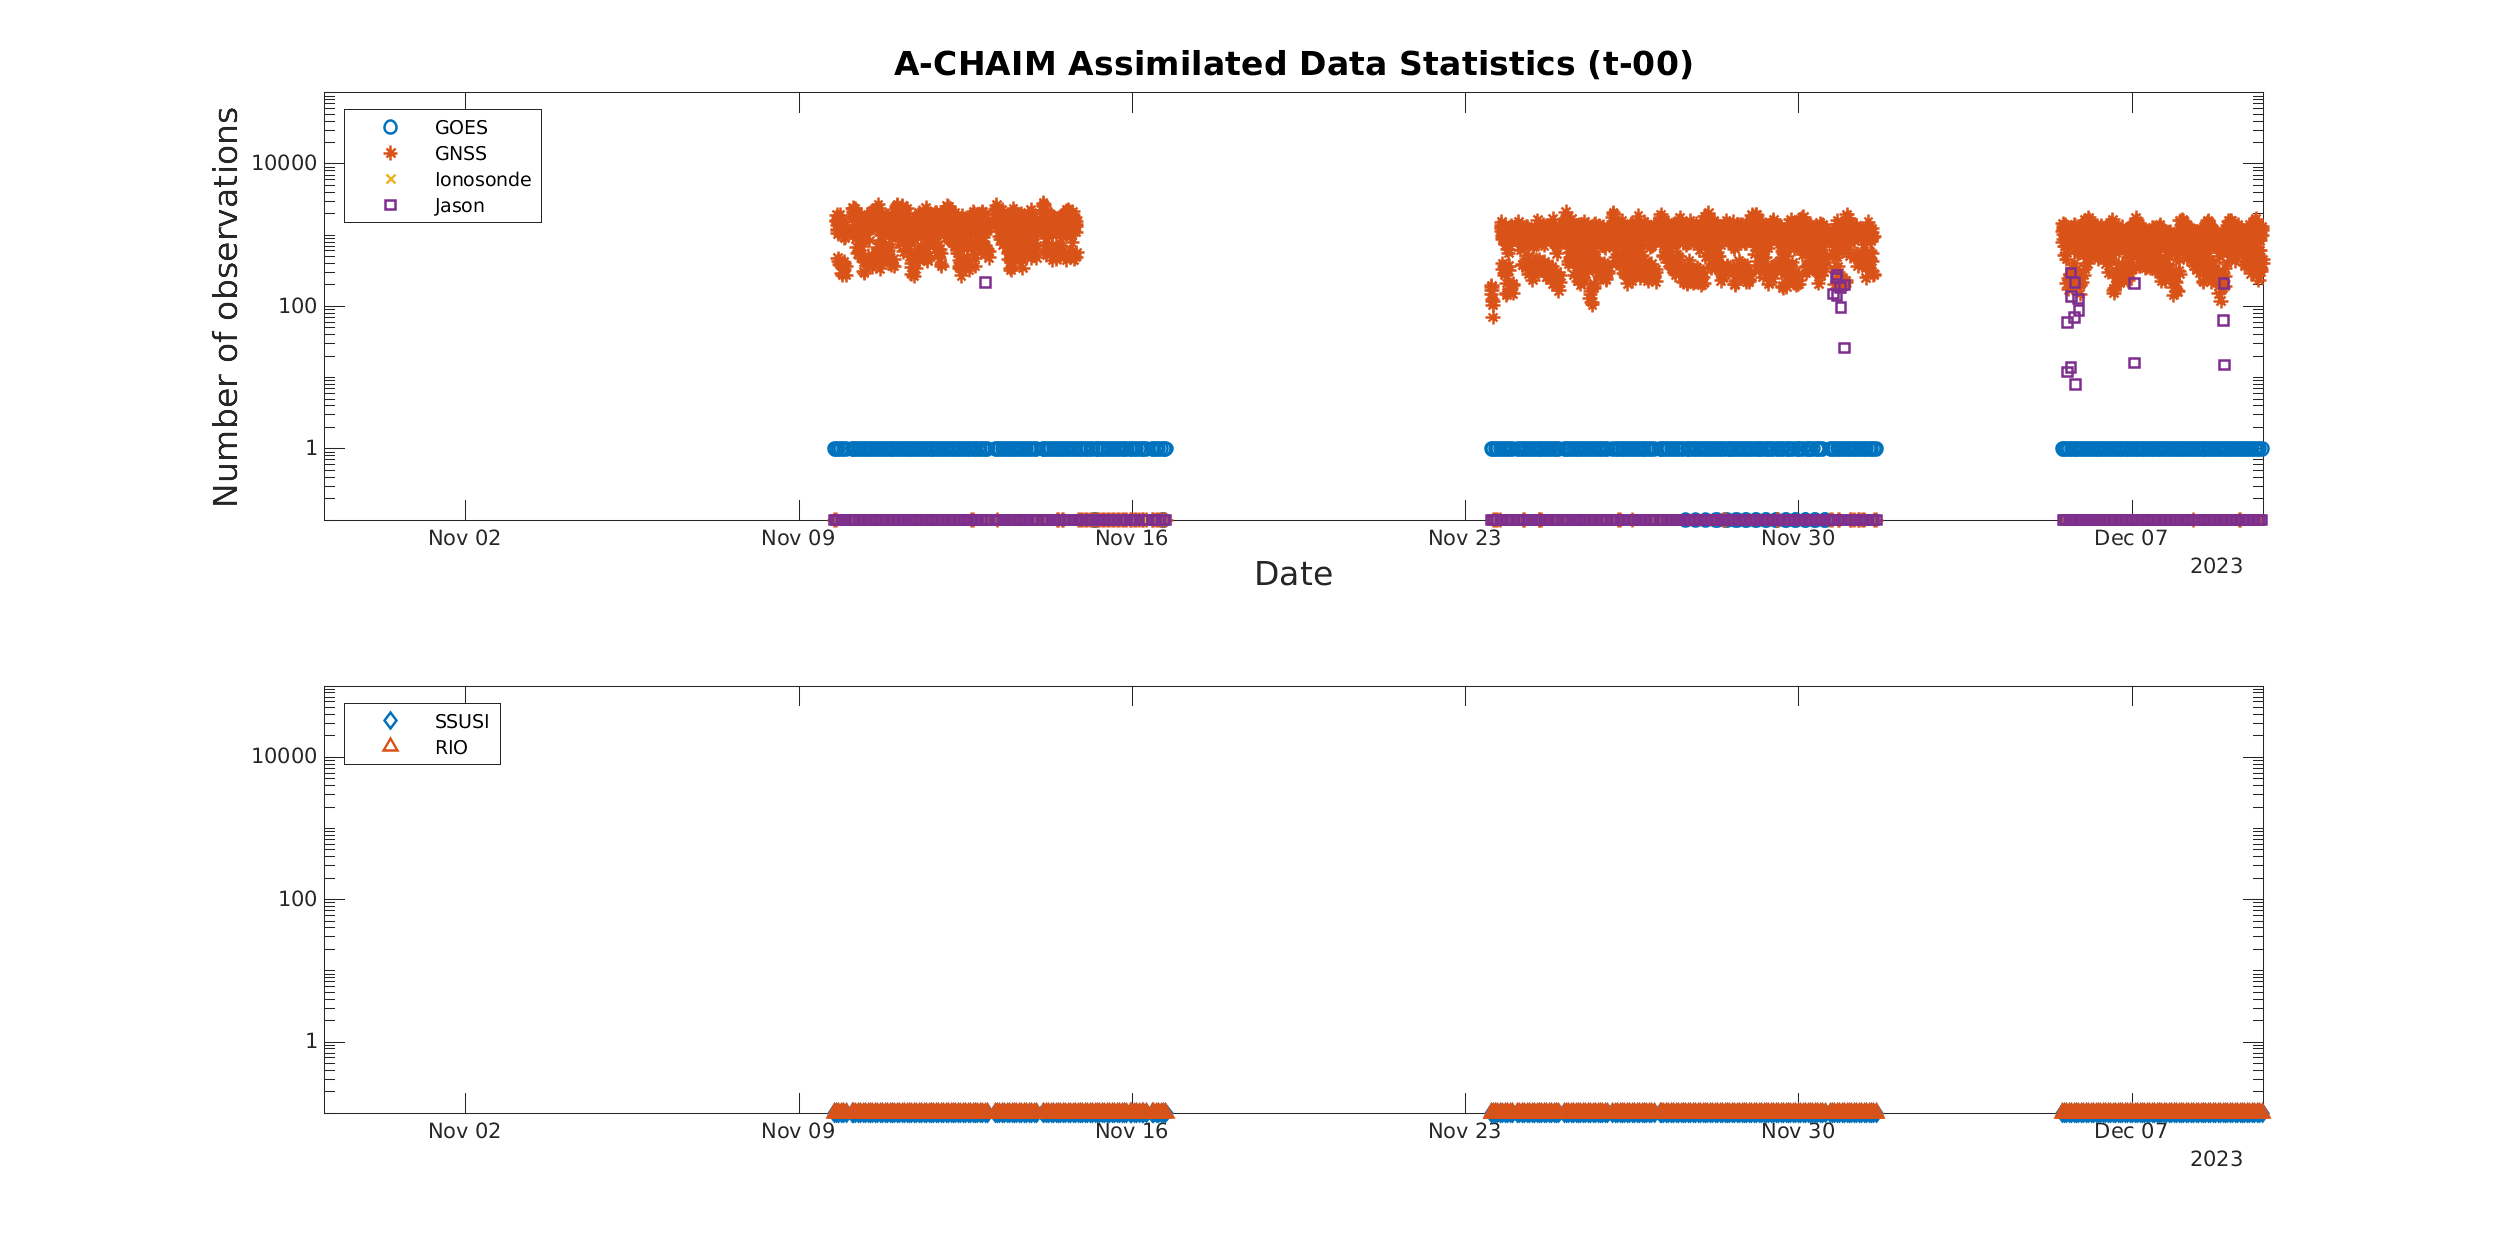 A-CHAIM Assimilated Data Statistics (t-00)
Number of observations
GOES
GNSS
Ionosonde
Jason
10000
100
1
Nov 02 Nov 09 Nov 16 Nov 23 Nov 30 Dec 07
2023
Date
SSUSI
RIO
10000
100
1
Nov 02 Nov 09 Nov 16 Nov 23 Nov 30 Dec 07
2023